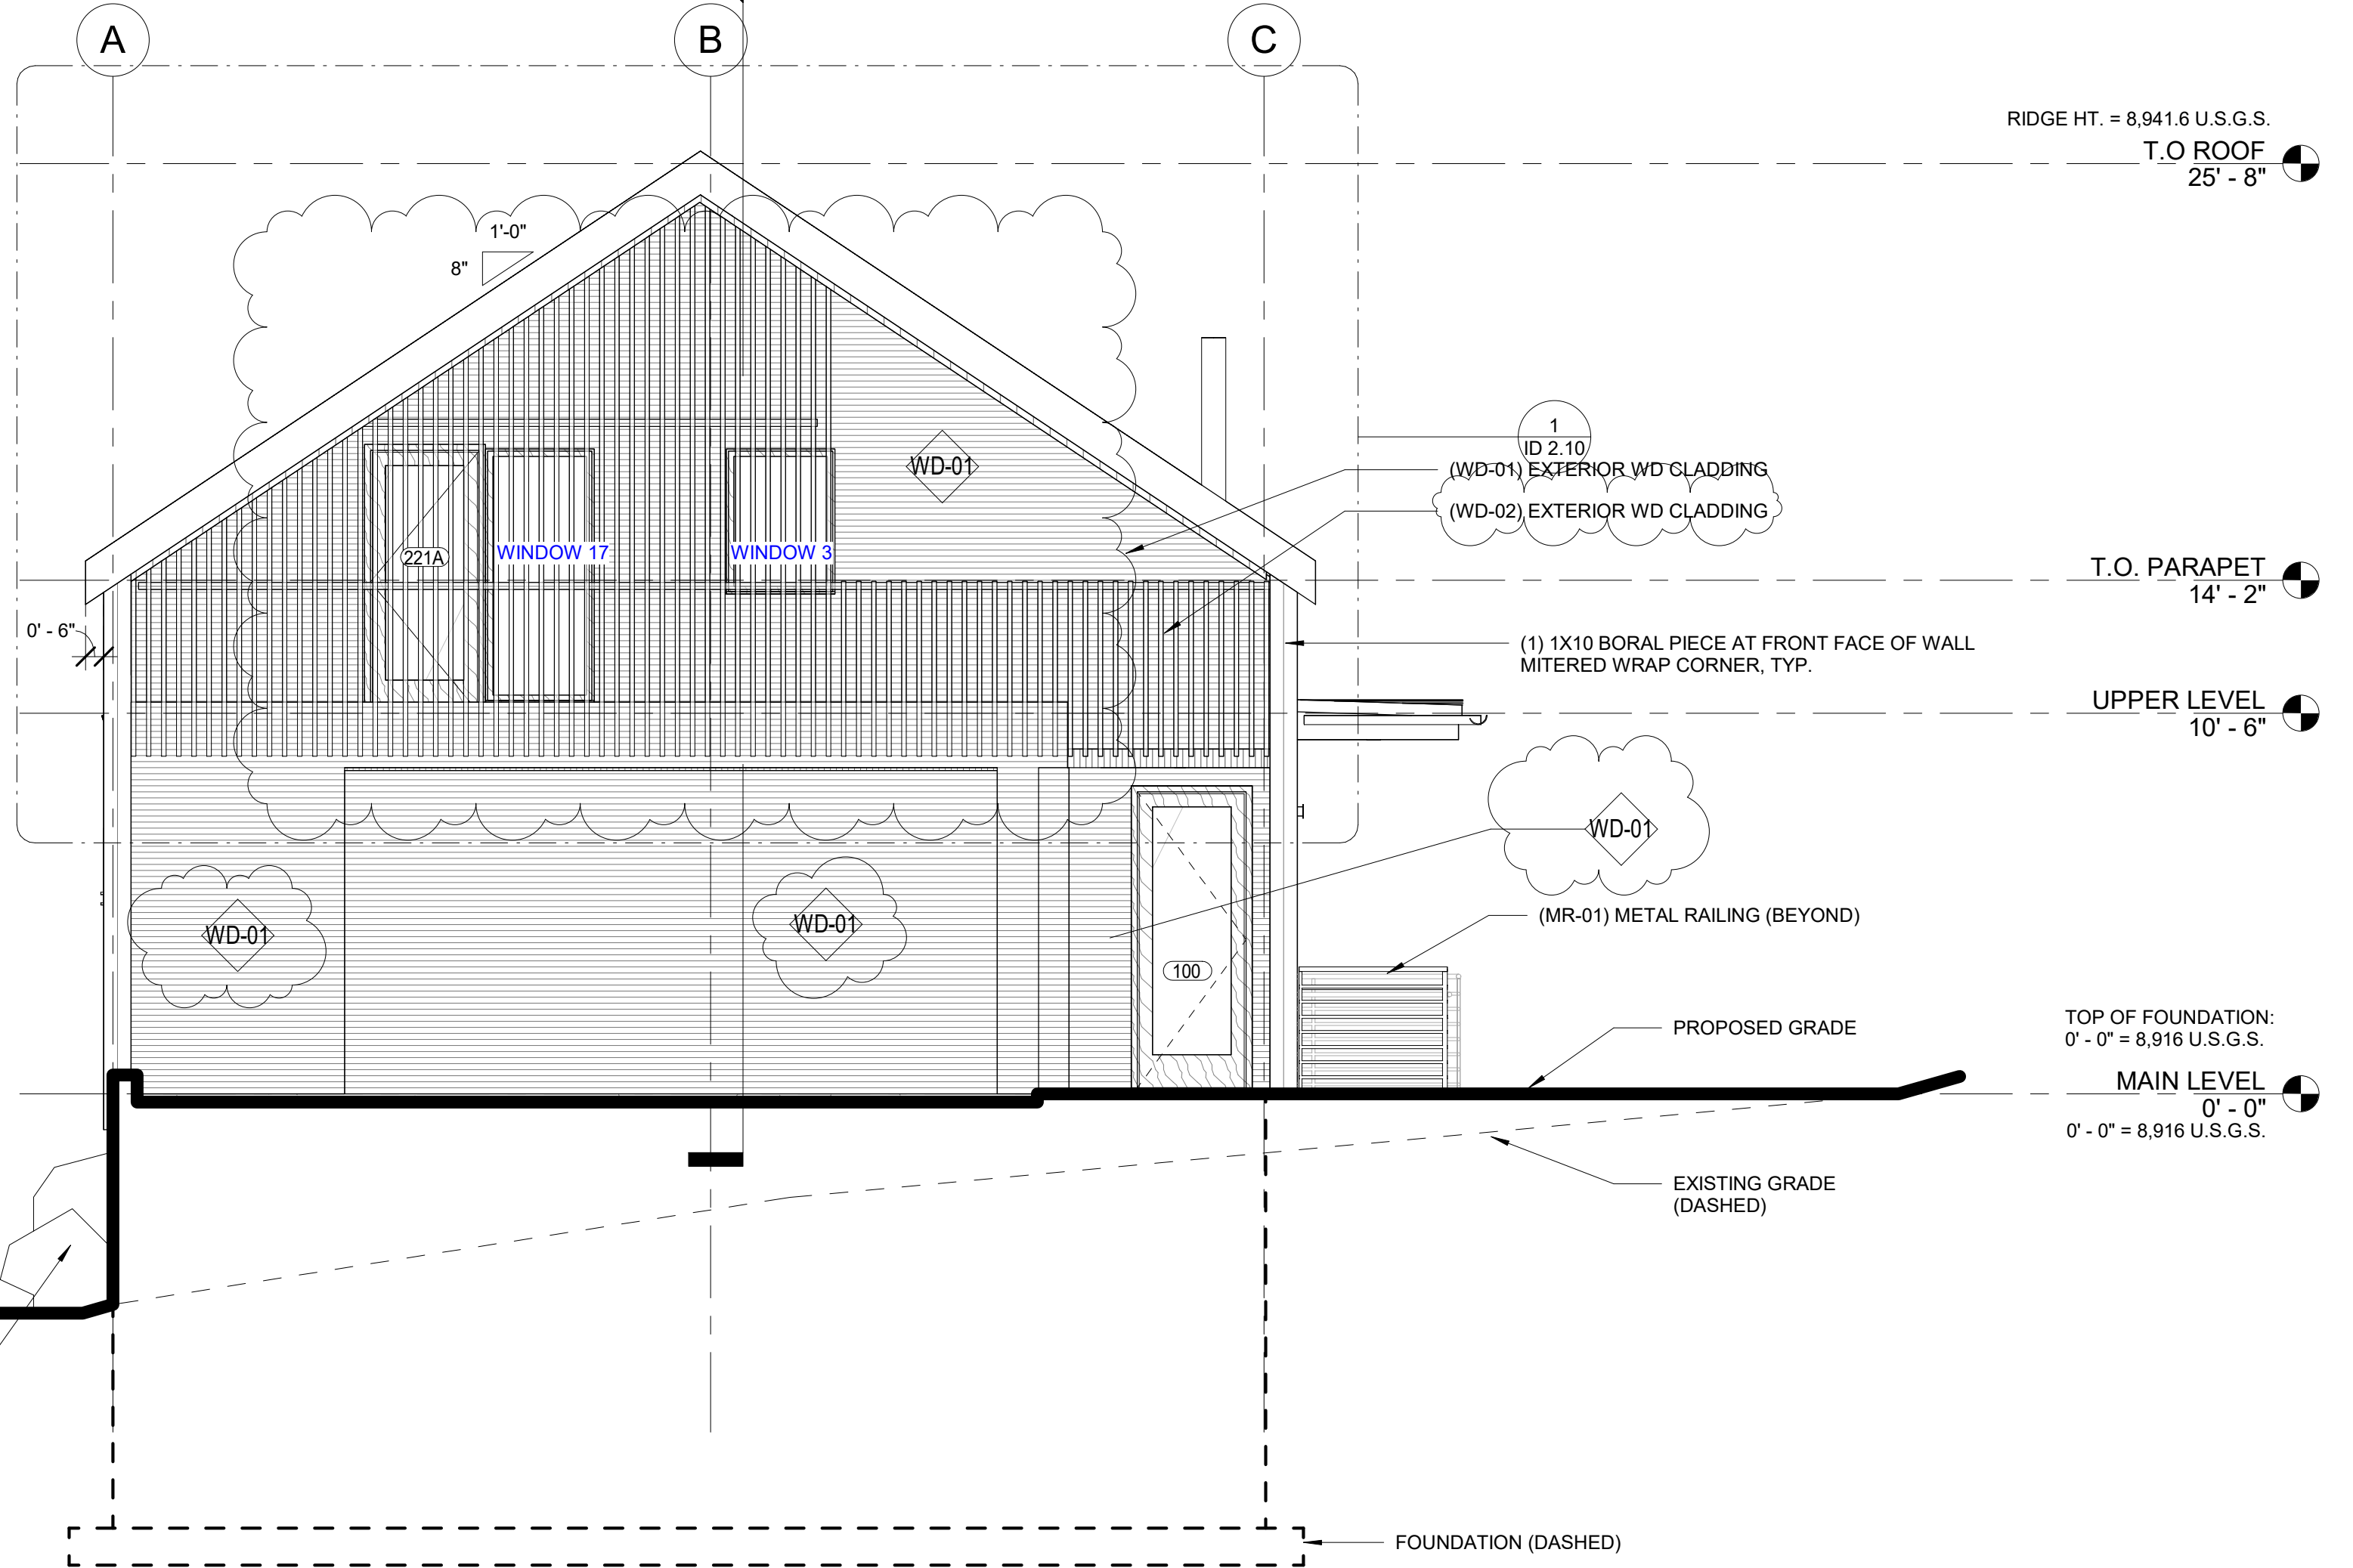 A
B
C
RIDGE HT. = 8,941.6 U.S.G.S.
T.O ROOF
25' - 8"
1'-0"
8"
1
ID 2.10
WD-01
(WD-01) EXTERIOR WD CLADDING
(WD-02) EXTERIOR WD CLADDING
221A
WINDOW 17
WINDOW 3
T.O. PARAPET
14' - 2"
0' - 6"
(1) 1X10 BORAL PIECE AT FRONT FACE OF WALL
MITERED WRAP CORNER, TYP.
UPPER LEVEL
10' - 6"
WD-01
WD-01
WD-01
(MR-01) METAL RAILING (BEYOND)
100
PROPOSED GRADE
TOP OF FOUNDATION:
0' - 0" = 8,916 U.S.G.S.
MAIN LEVEL
0' - 0"
0' - 0" = 8,916 U.S.G.S.
EXISTING GRADE
(DASHED)
FOUNDATION (DASHED)